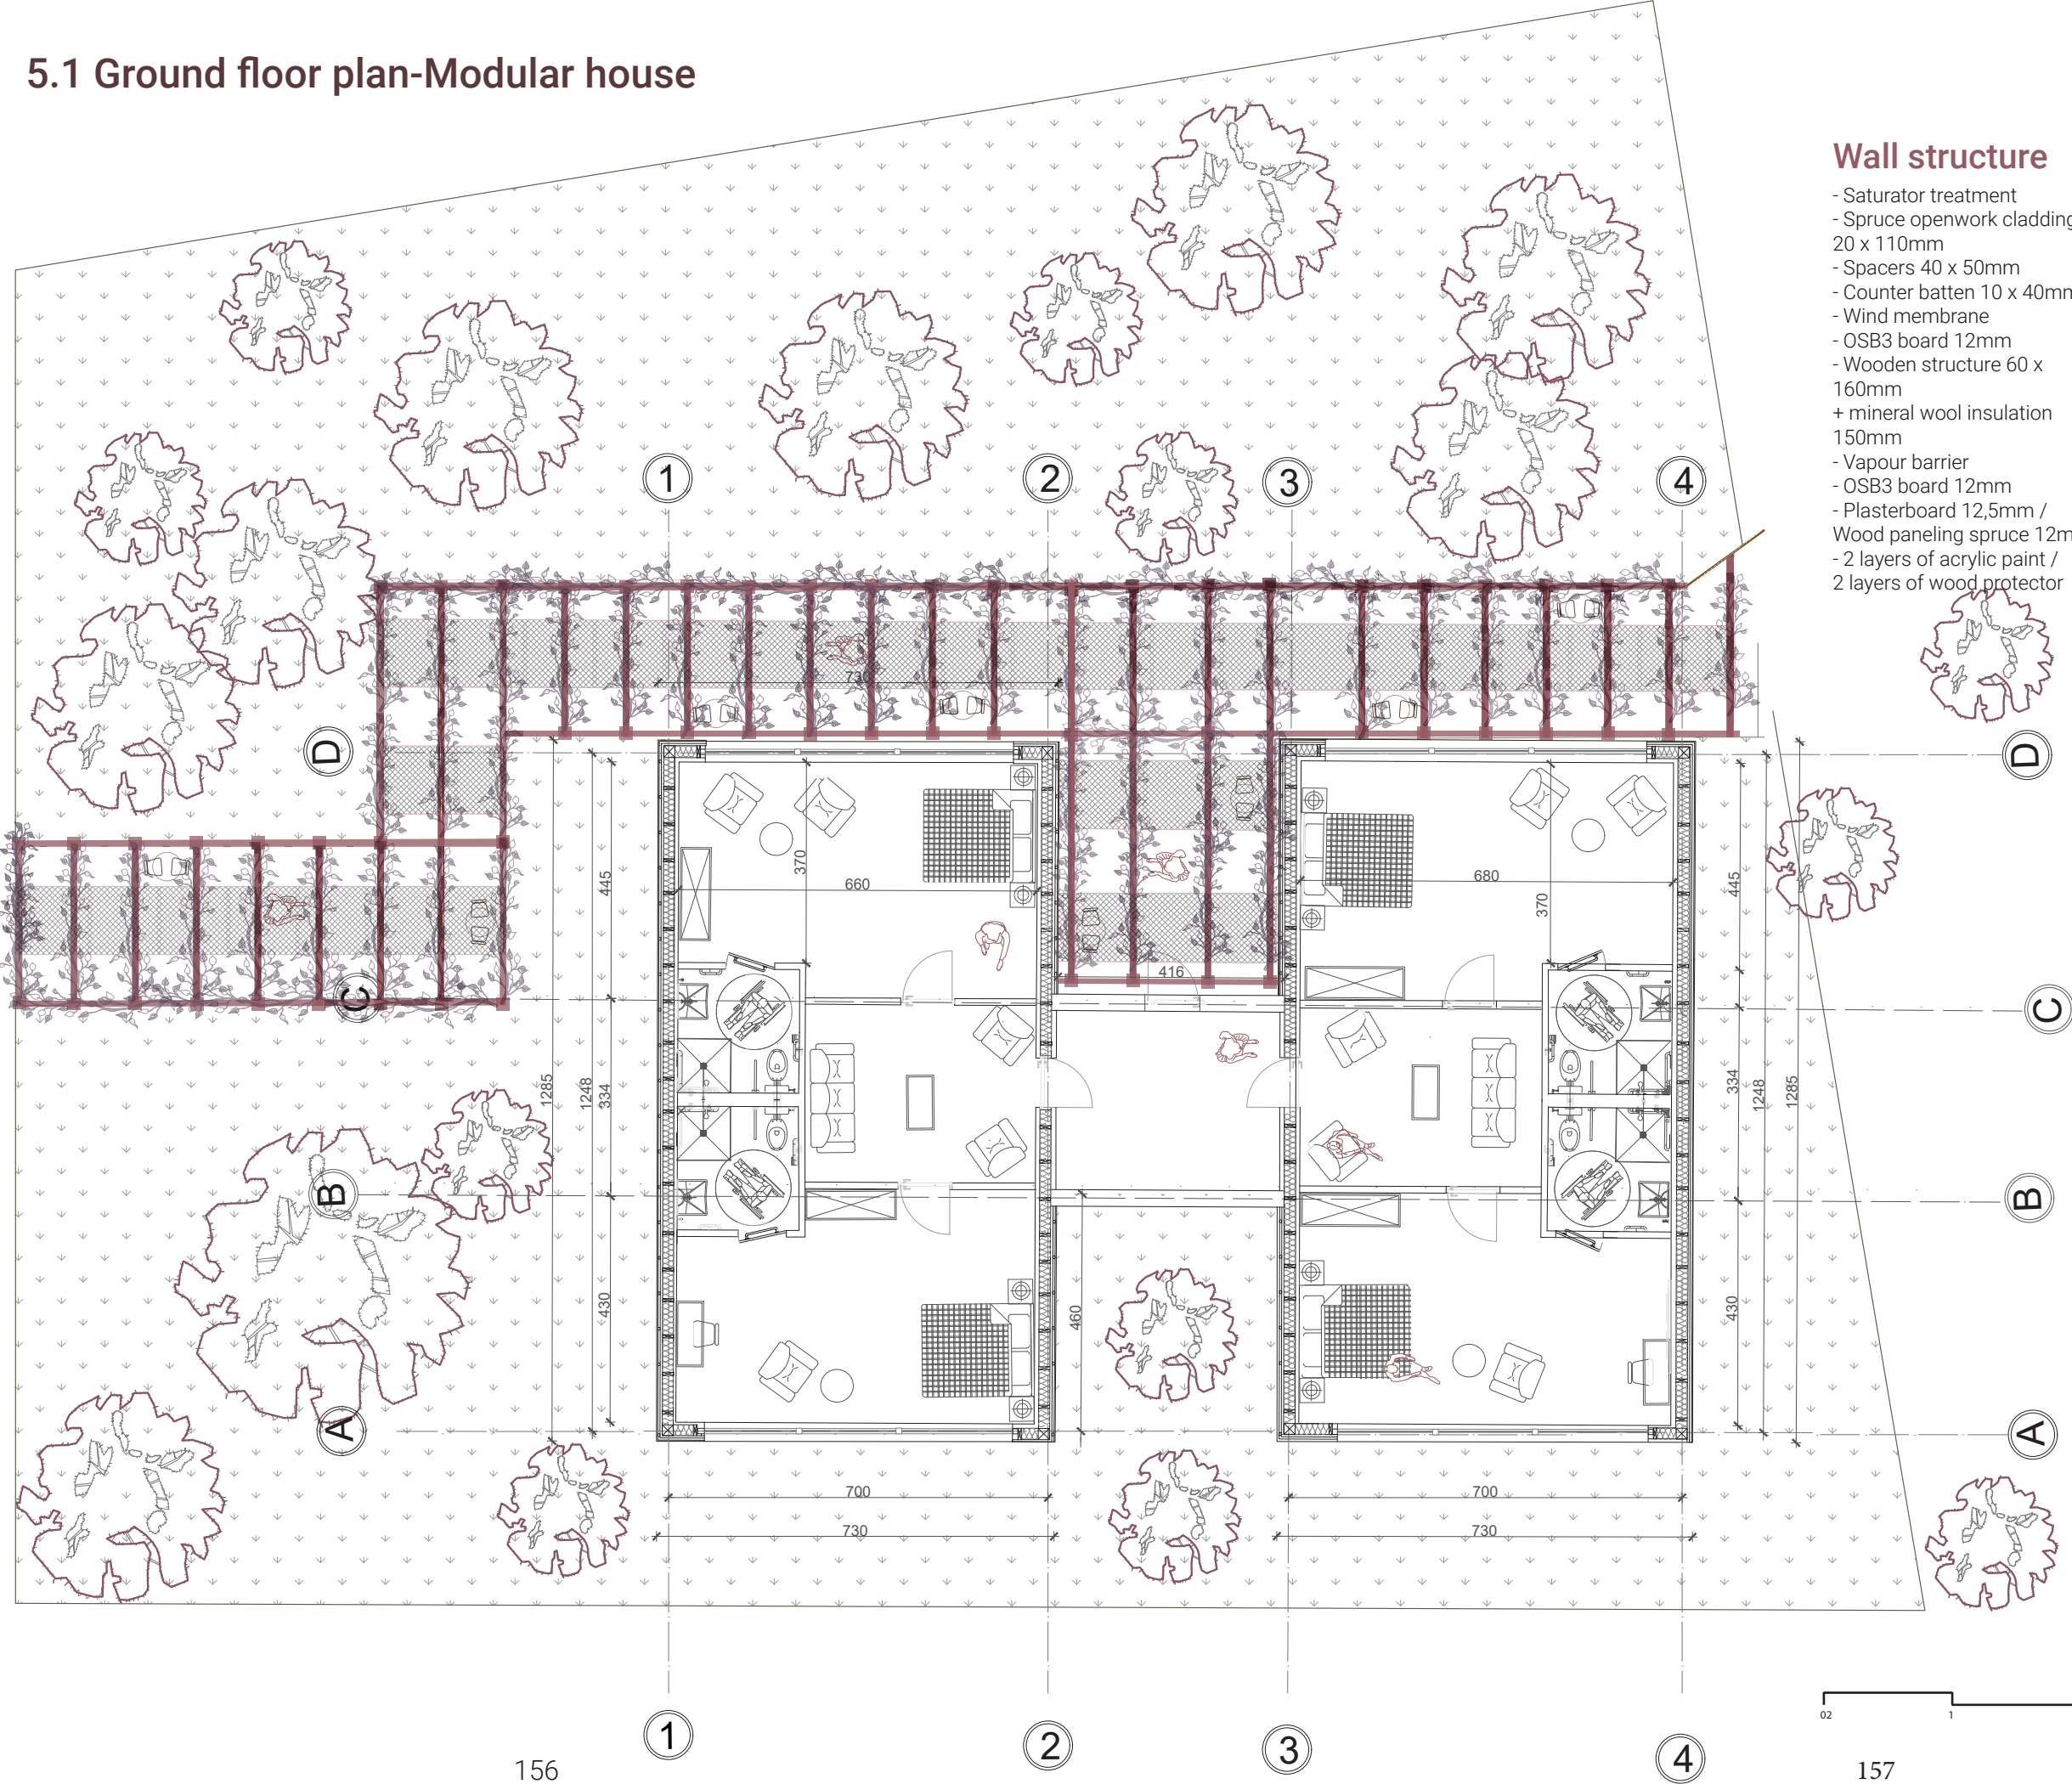 5.1 Ground floor plan-Modular house
Wall structure
- Saturator treatment
- Spruce openwork cladding
20 x 110mm
- Spacers 40 x 50mm
- Counter batten 10 x 40mm
- Wind membrane
- OSB3 board 12mm
- Wooden structure 60 x
160mm
+ mineral wool insulation
150mm
- Vapour barrier
- OSB3 board 12mm
- Plasterboard 12,5mm /
Wood paneling spruce 12m
- 2 layers of acrylic paint /
2 layers of wood protector
1
2
3
4
730
D
D
370
660
445
680
370
445
416
C
C
1285
1248
334
334
1248
1285
B
B
430
460
430
A
A
700
700
730
730
02
1
1
2
3
4
156
157